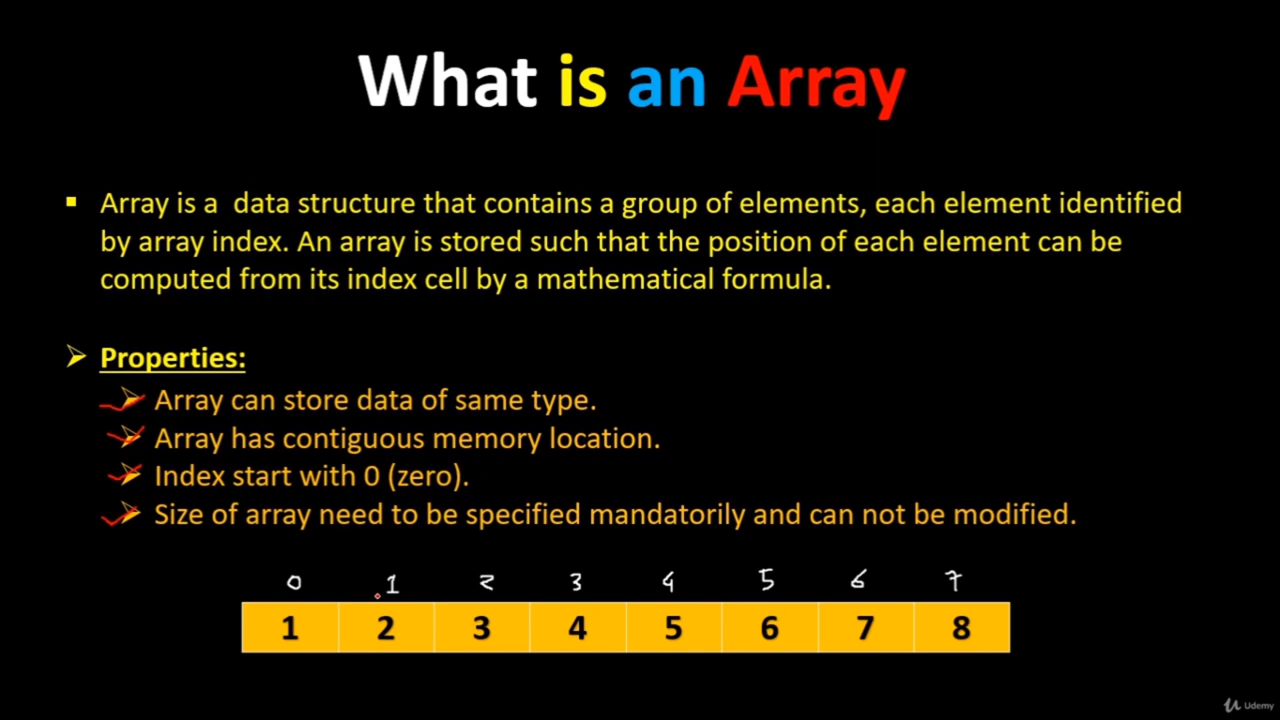 What is an Array
▪ Array is a data structure that contains a group of elements, each element identified
by array index. An array is stored such that the position of each element can be
computed from its index cell by a mathematical formula.
➢ Properties:
➢ Array can store data of same type.
➢ Array has contiguous memory location.
➢ Index start with 0 (zero).
➢ Size of array need to be specified mandatorily and can not be modified.
0 1 2 3 4 5 6 7
1 2 3 4 5 6 7 8
Udemy